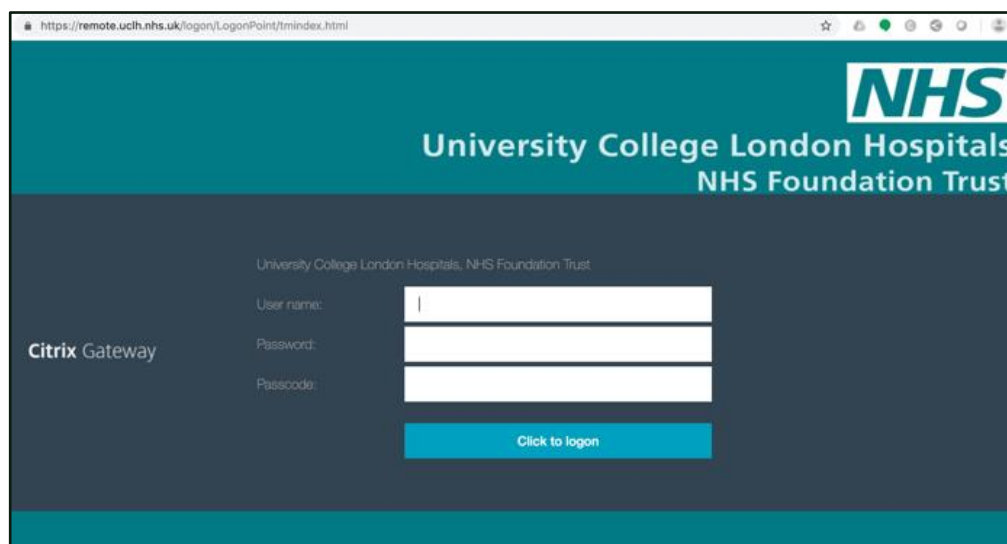 https://remote.uclh.nhs.uk/logon/LogonPoint/tmindex.html
NHS
University College London Hospitals
NHS Foundation Trust
University College London Hospitals, NHS Foundation Trust
User name:
Password:
Citrix Gateway
Passcode:
Click to logon